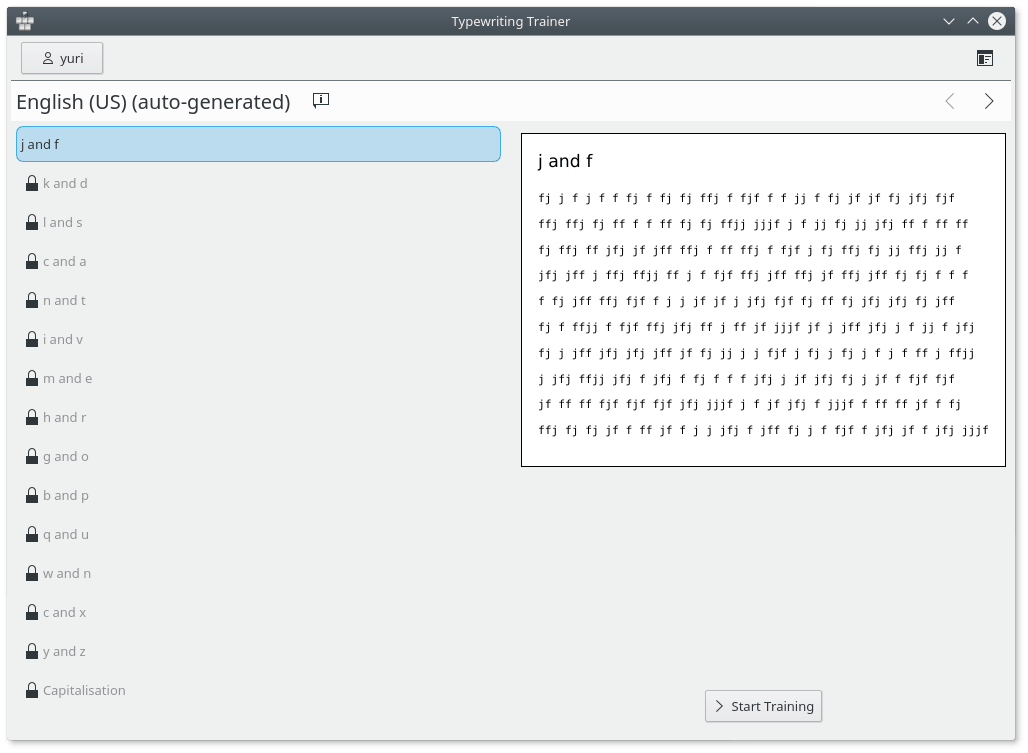 Typewriting Trainer
yuri
English (US) (auto-generated)
j and f
k and d
l and s
c and a
n and t
i and v
m and e
h and r
g and o
b and p
q and u
w and n
c and x
y and z
Capitalisation
j and f
fj j f j f f fj f fj fj ffj f fjf f f jj f fj jf jf fj jfj fjf
ffj ffj fj ff f f ff fj fj ffjj jjjf j f jj fj jj jfj ff f ff ff
fj ffj ff jfj jf jff ffj f ff ffj f fjf j fj ffj fj jj ffj jj f
jfj jff j ffj ffjj ff j f fjf ffj jff ffj jf ffj jff fj fj f f f
f fj jff ffj fjf f j j jf jf j jfj fjf fj ff fj jfj jfj fj jff
fj f ffjj f fjf ffj jfj ff j ff jf jjjf jf j jff jfj j f jj f jfj
fj j jff jfj jfj jff jf fj jj j j fjf j fj j fj j f j f ff j ffjj
j jfj ffjj jfj f jfj f fj f f f jfj j jf jfj fj j jf f fjf fjf
jf ff ff fjf fjf fjf jfj jjjf j f jf jfj f jjjf f ff ff jf f fj
ffj fj fj jf f ff jf f j j jfj f jff fj j f fjf f jfj jf f jfj jjjf
Start Training